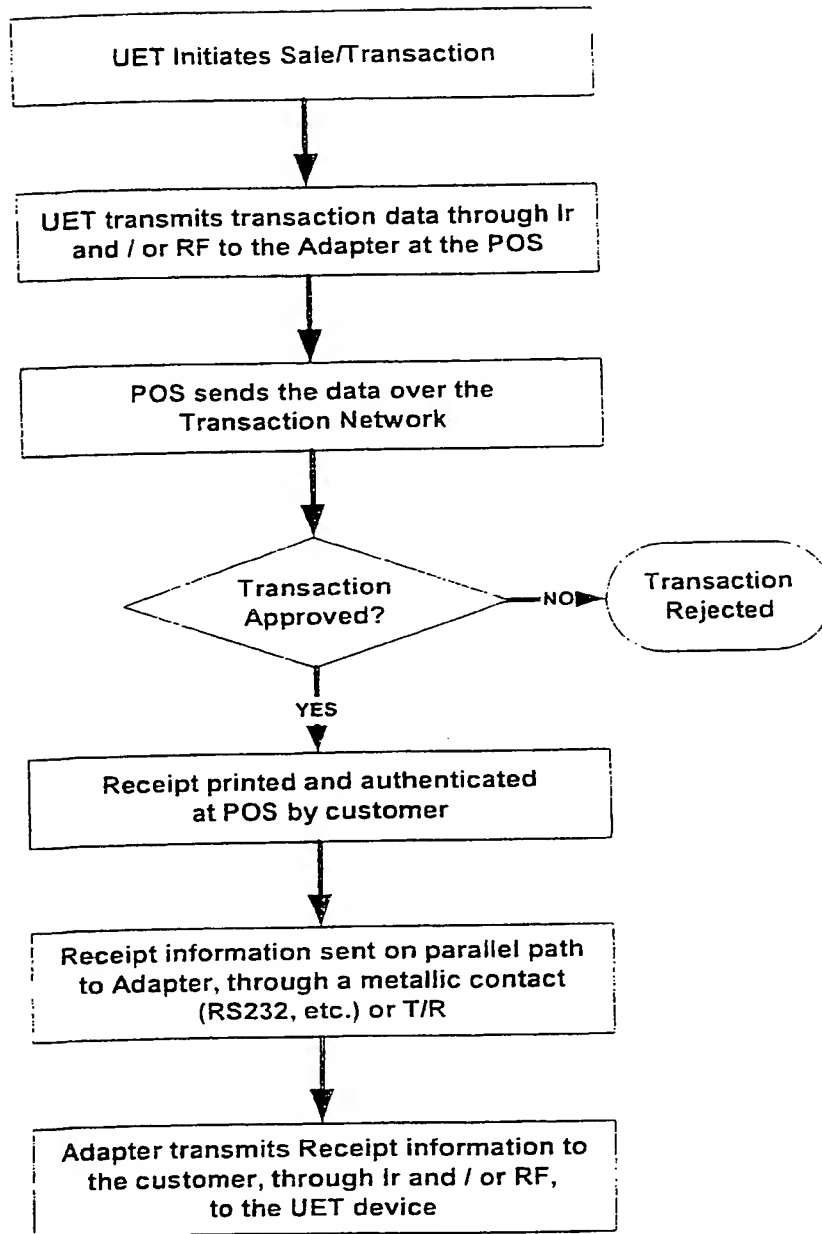 UET Initiates Sale/Transaction
UET transmits transaction data through Ir
and / or RF to the Adapter at the POS
POS sends the data over the
Transaction Network
Transaction
Approved?
NO
Transaction
Rejected
YES
Receipt printed and authenticated
at POS by customer
Receipt information sent on parallel path
to Adapter, through a metallic contact
(RS232, etc.) or T/R
Adapter transmits Receipt information to
the customer, through Ir and / or RF,
to the UET device